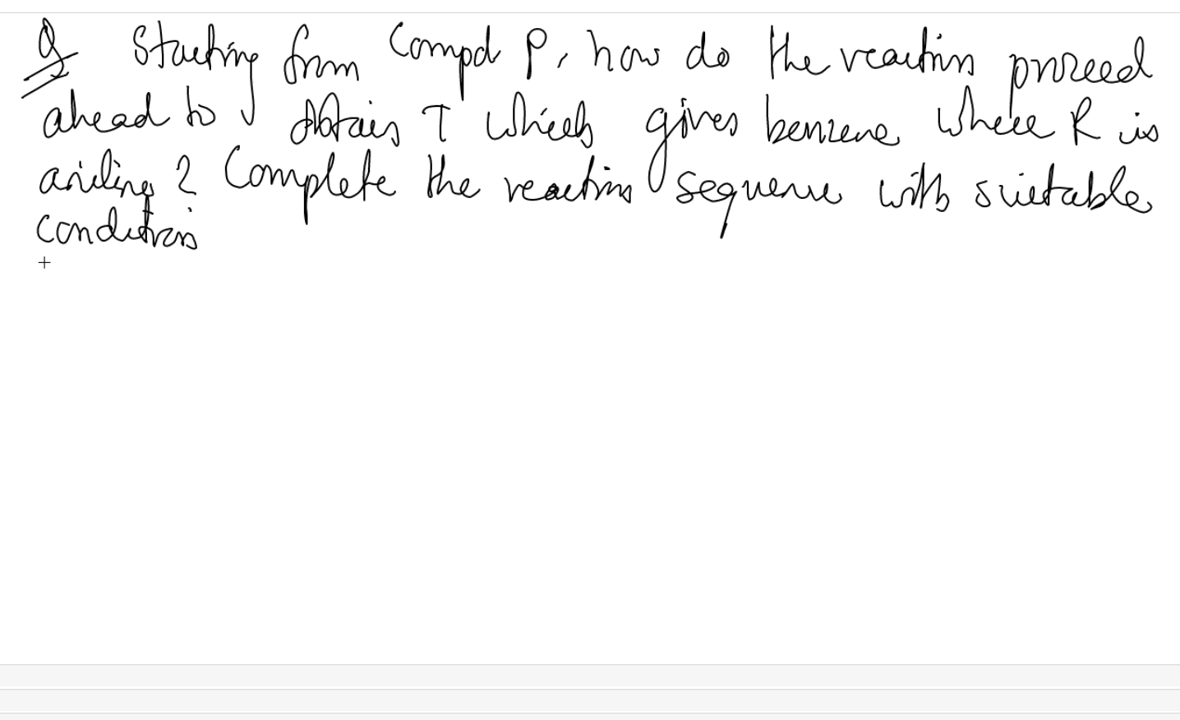 Q Starting from Compd P, how do the reaction proceed
ahead to obtain T which gives benzene where R is
aniline ? Complete the reaction sequence with suitable
conditions